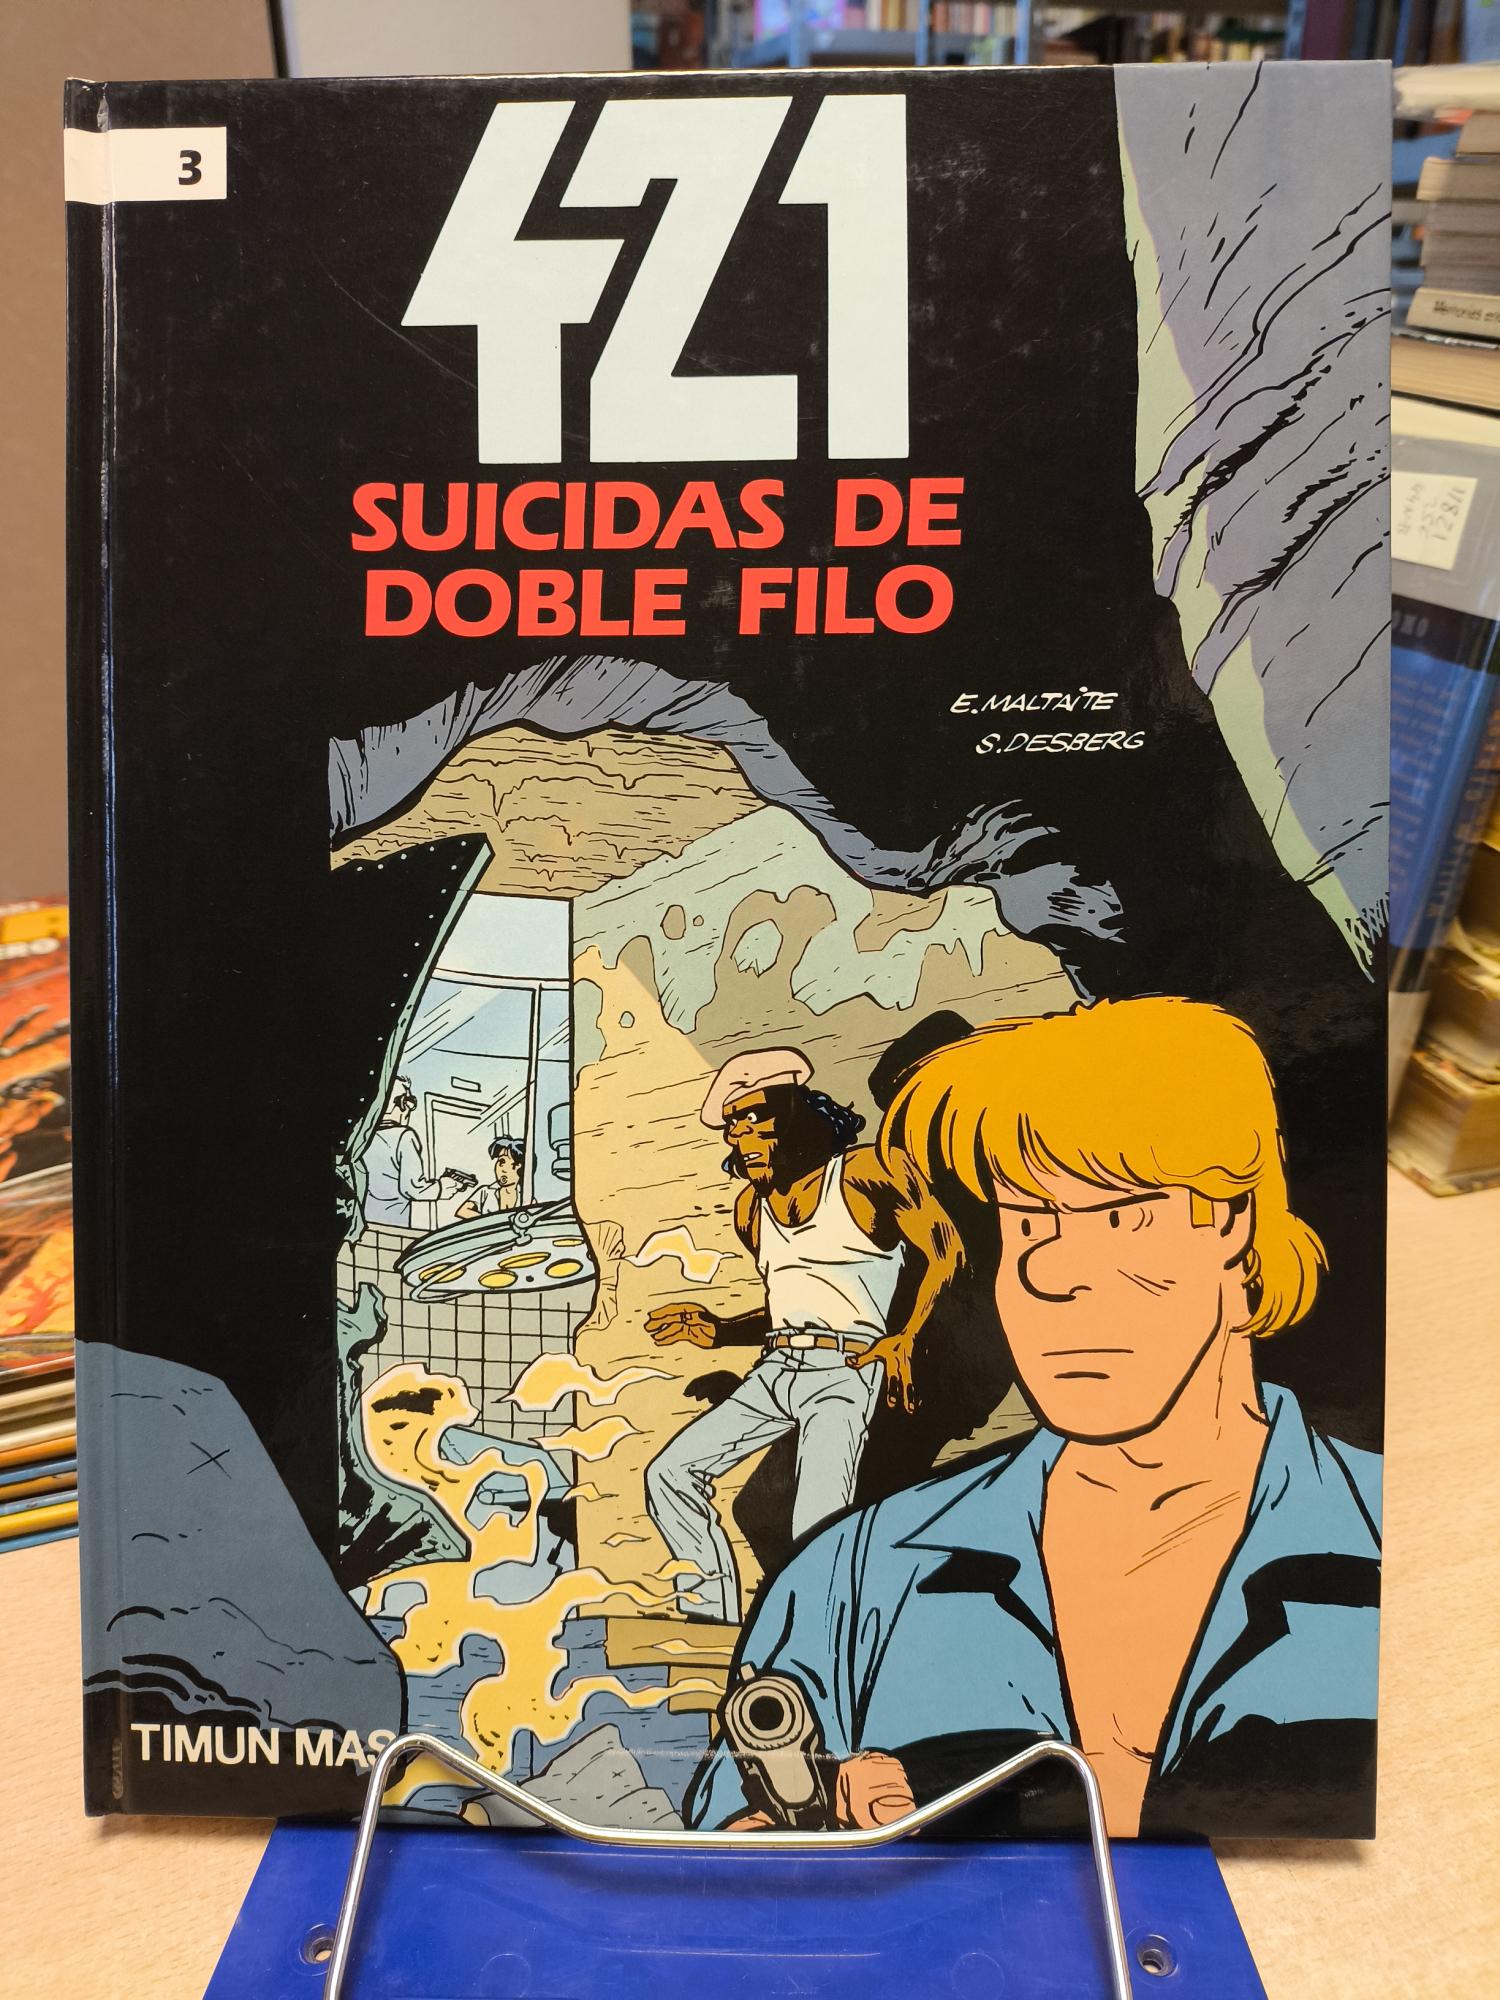 3
421
SUICIDAS DE
DOBLE FILO
E. MALTAITE
S. DESBERG
TIMUN MAS